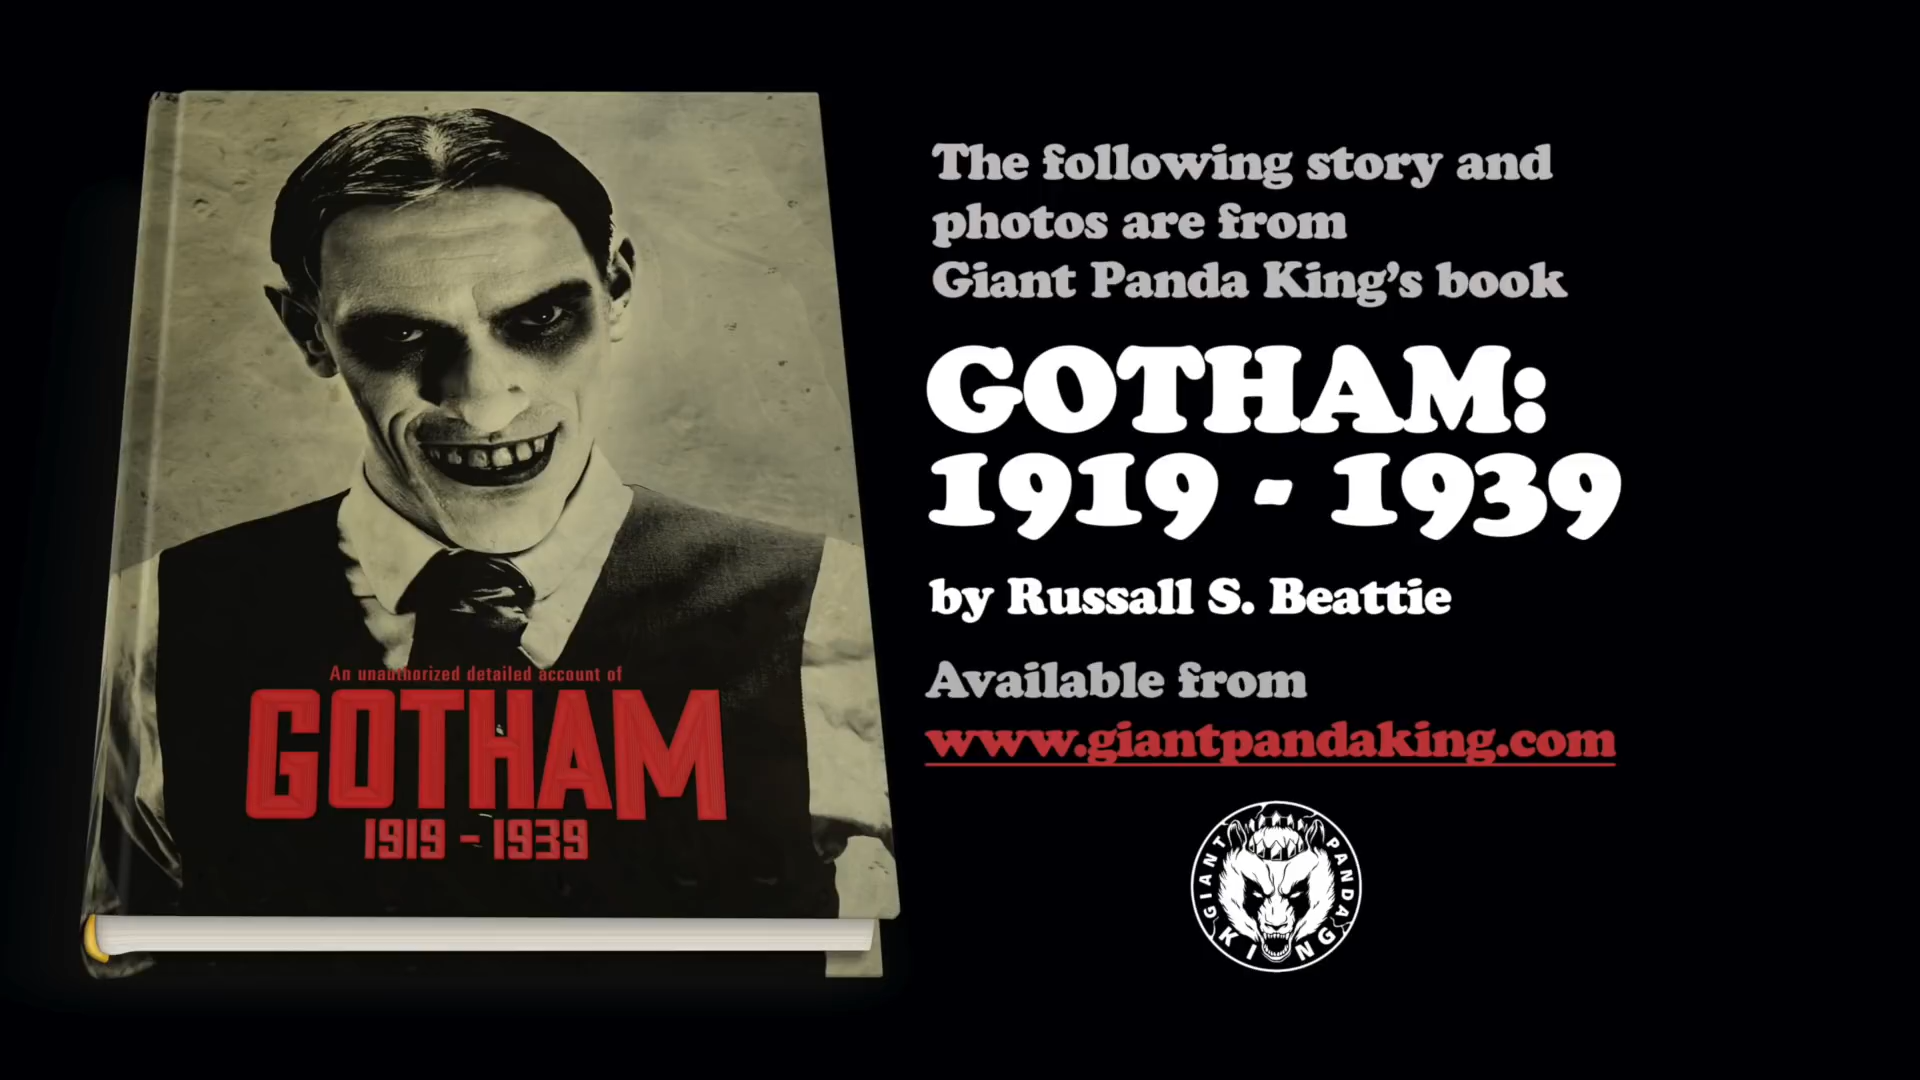 An unauthorized detailed account of
GOTHAM
1919 - 1939
The following story and
photos are from
Giant Panda King's book
GOTHAM:
1919 - 1939
by Russall S. Beattie
Available from
www.giantpandaking.com
GIANT PANDA KING